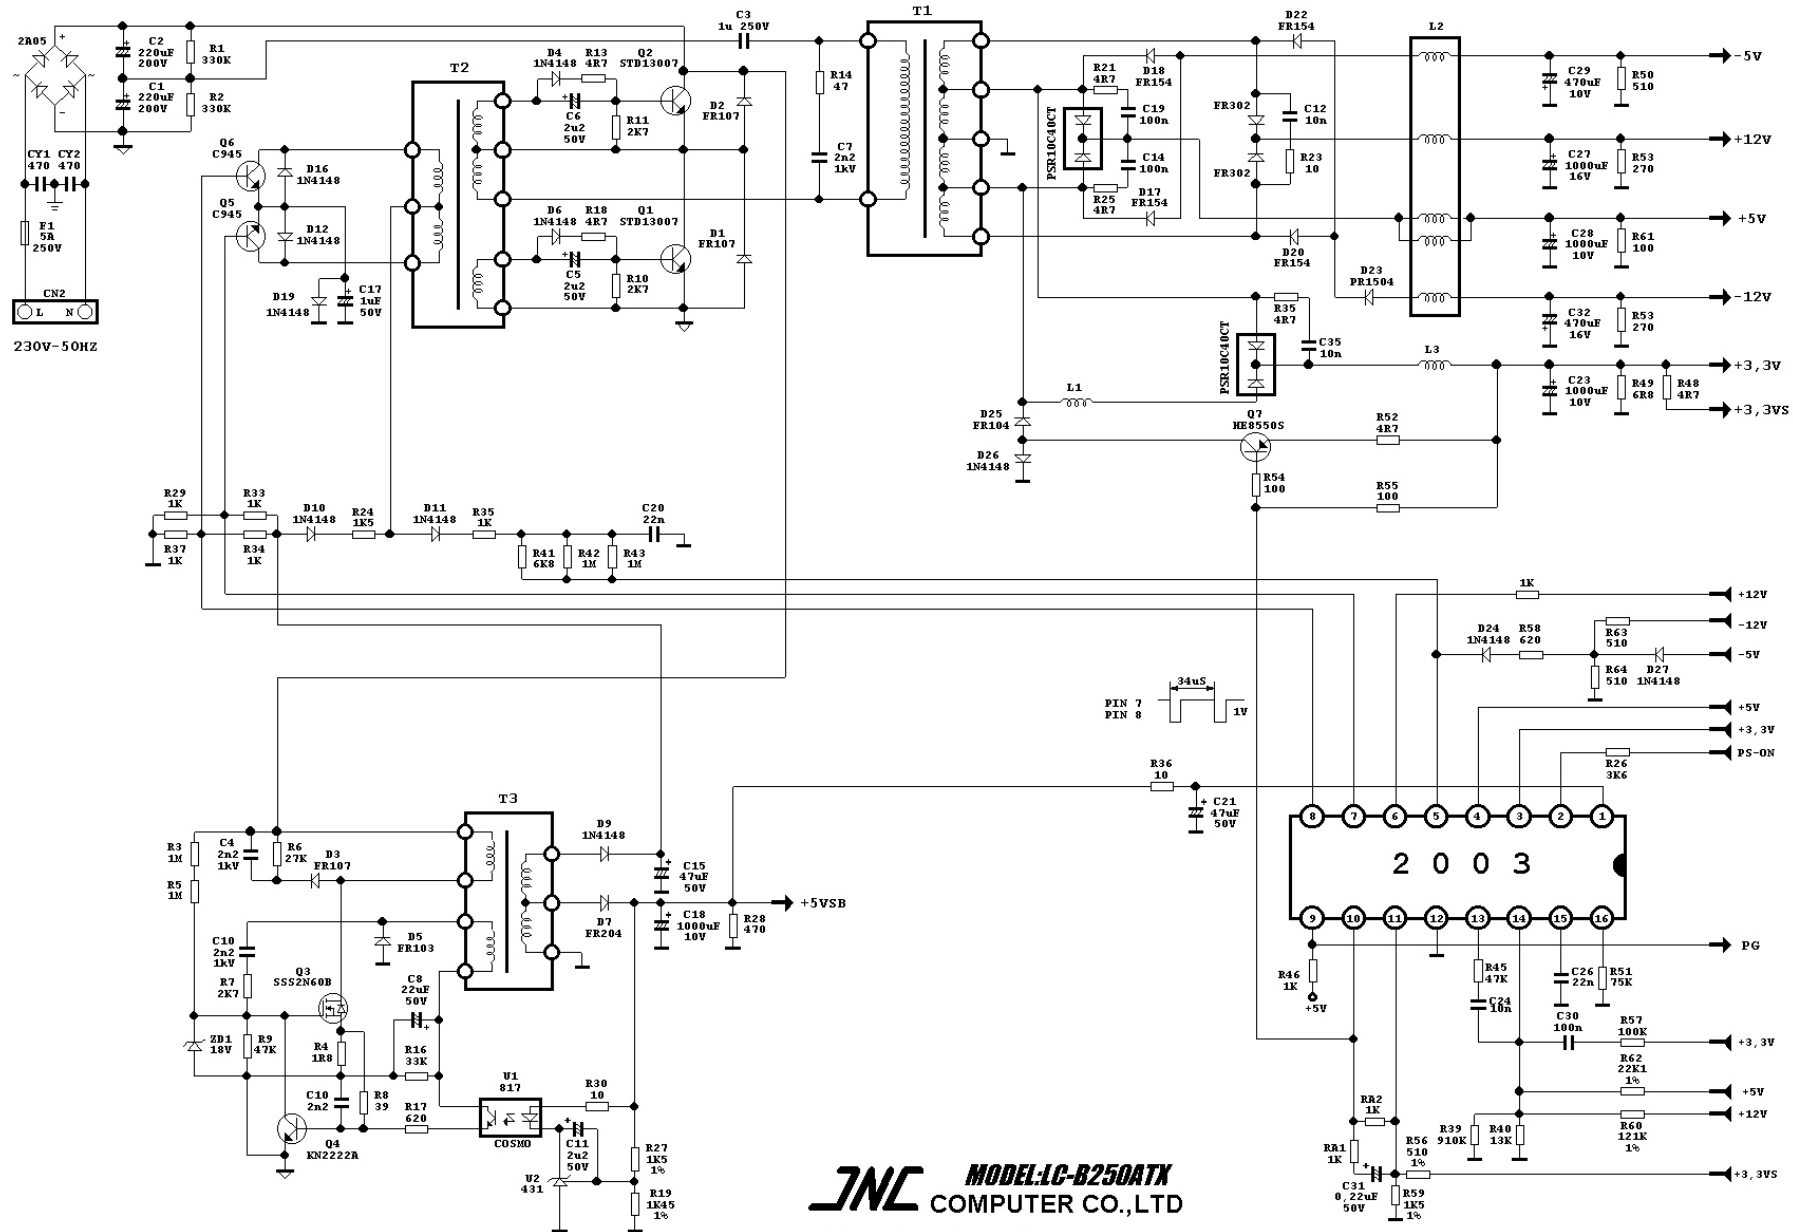 2A05
+
~
~
-
C2
220uF
200V
R1
330K
C1
220uF
200V
R2
330K
CY1
470
CY2
470
F1
5A
250V
CN2
L
N
230V-50HZ
Q6
C945
Q5
C945
D16
1N4148
D12
1N4148
D19
1N4148
C17
1uF
50V
T2
D4
1N4148
R13
4R7
Q2
STD13007
C6
2u2
50V
R11
2K7
D2
FR107
D6
1N4148
R18
4R7
Q1
STD13007
C5
2u2
50V
R10
2K7
D1
FR107
C3
1u 250V
R14
47
C7
2n2
1kV
T1
D22
FR154
D18
FR154
R21
4R7
C19
100n
PSR10C40CT
C14
100n
R25
4R7
D17
FR154
FR302
C12
10n
FR302
R23
10
D20
FR154
D23
PR1504
L2
C29
470uF
10V
R50
510
-5V
C27
1000uF
16V
R53
270
+12V
C28
1000uF
10V
R61
100
+5V
C32
470uF
16V
R53
270
-12V
PSR10C40CT
R35
4R7
C35
10n
L3
C23
1000uF
10V
R49
6R8
R48
4R7
+3,3V
+3,3VS
L1
D25
FR104
D26
1N4148
Q7
HE8550S
R52
4R7
R54
100
R55
100
R29
1K
R33
1K
R37
1K
R34
1K
D10
1N4148
R24
1K5
D11
1N4148
R35
1K
C20
22n
R41
6K8
R42
1M
R43
1M
1K
+12V
-12V
R63
510
D24
1N4148
R58
620
-5V
R64
510
D27
1N4148
34uS
PIN 7
PIN 8
1V
+5V
+3,3V
PS-ON
R26
3K6
R36
10
C21
47uF
50V
8
7
6
5
4
3
2
1
2003
9
10
11
12
13
14
15
16
PG
R46
1K
+5V
R45
47K
C24
10n
C26
22n
R51
75K
C30
100n
R57
100K
+3,3V
R62
22K1
1%
+5V
+12V
R60
121K
1%
R39
910K
R40
13K
RA2
1K
RA1
1K
R56
510
1%
C31
0,22uF
50V
R59
1K5
1%
+3,3VS
T3
R3
1M
R5
1M
C4
2n2
1kV
R6
27K
D3
FR107
D9
1N4148
C15
47uF
50V
D7
FR204
C18
1000uF
10V
R28
470
+5VSB
D5
FR103
C10
2n2
1kV
R7
2K7
Q3
SSS2N60B
C8
22uF
50V
ZD1
18V
R9
47K
R4
1R8
R16
33K
C10
2n2
R8
39
R17
620
Q4
KN2222A
U1
817
COSMO
R30
10
C11
2u2
50V
U2
431
R27
1K5
1%
R19
1K45
1%
JNC
MODEL:LC-B250ATX
COMPUTER CO.,LTD